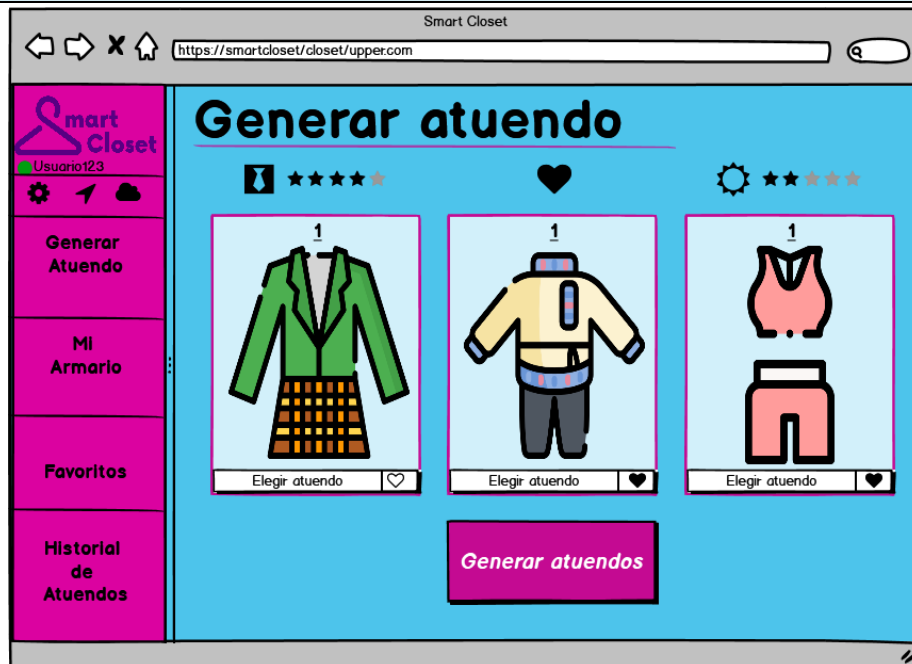 Smart Closet
https://smartcloset/closet/upper.com
Smart
Closet
Usuario123
Generar
Atuendo
Mi
Armario
Favoritos
Historial
de
Atuendos
Generar atuendo
1
1
1
Elegir atuendo
Elegir atuendo
Elegir atuendo
Generar atuendos